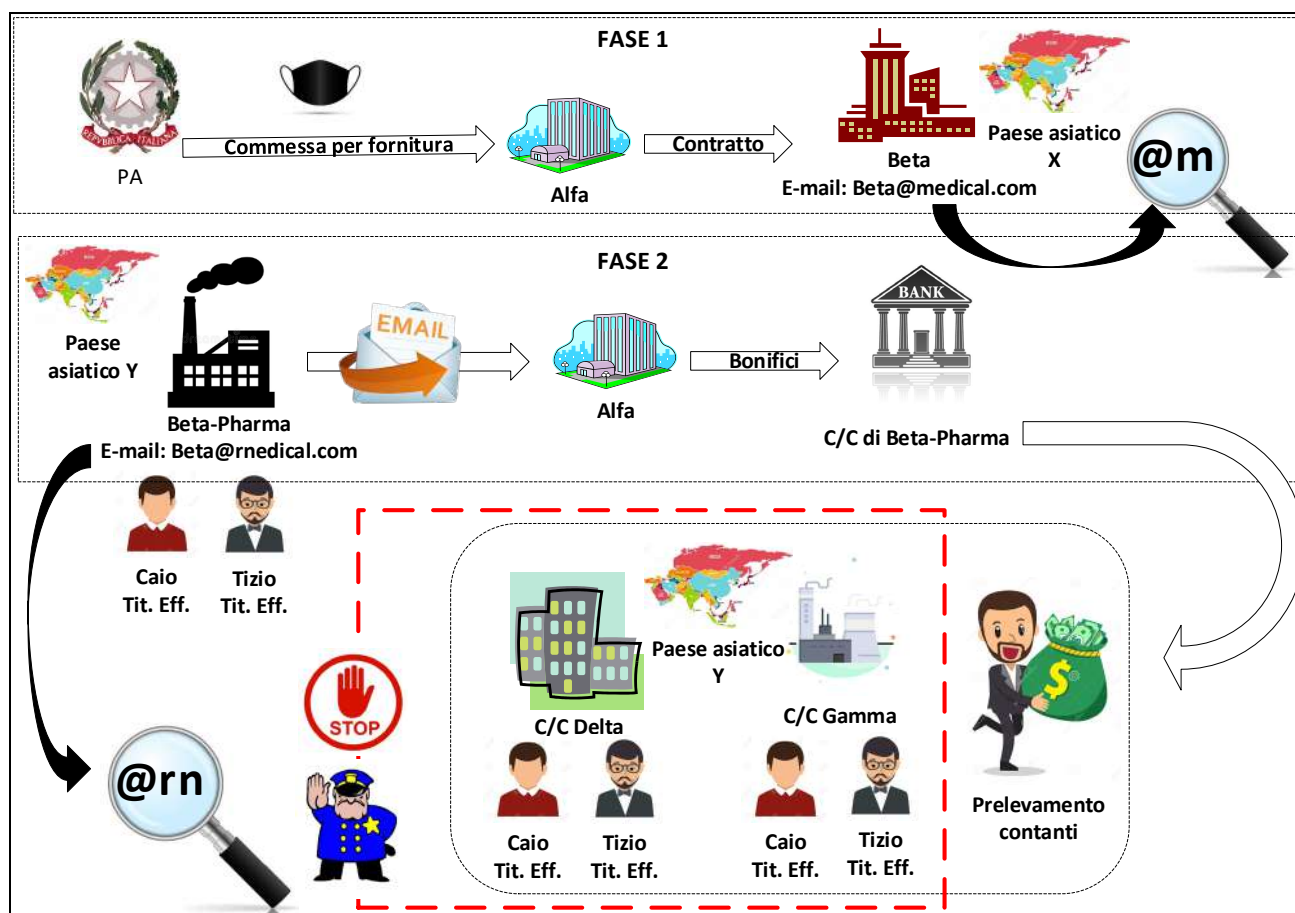 FASE 1
REPVBBLICA ITALIANA
PA
Commessa per fornitura
Alfa
Contratto
Beta
E-mail: Beta@medical.com
Paese asiatico
X
@m
FASE 2
Paese
asiatico Y
Beta-Pharma
E-mail: Beta@rnedical.com
EMAIL
Alfa
Bonifici
BANK
C/C di Beta-Pharma
Caio
Tit. Eff.
Tizio
Tit. Eff.
@rn
STOP
C/C Delta
Paese asiatico
Y
C/C Gamma
Caio
Tit. Eff.
Tizio
Tit. Eff.
Caio
Tit. Eff.
Tizio
Tit. Eff.
$
Prelevamento
contanti